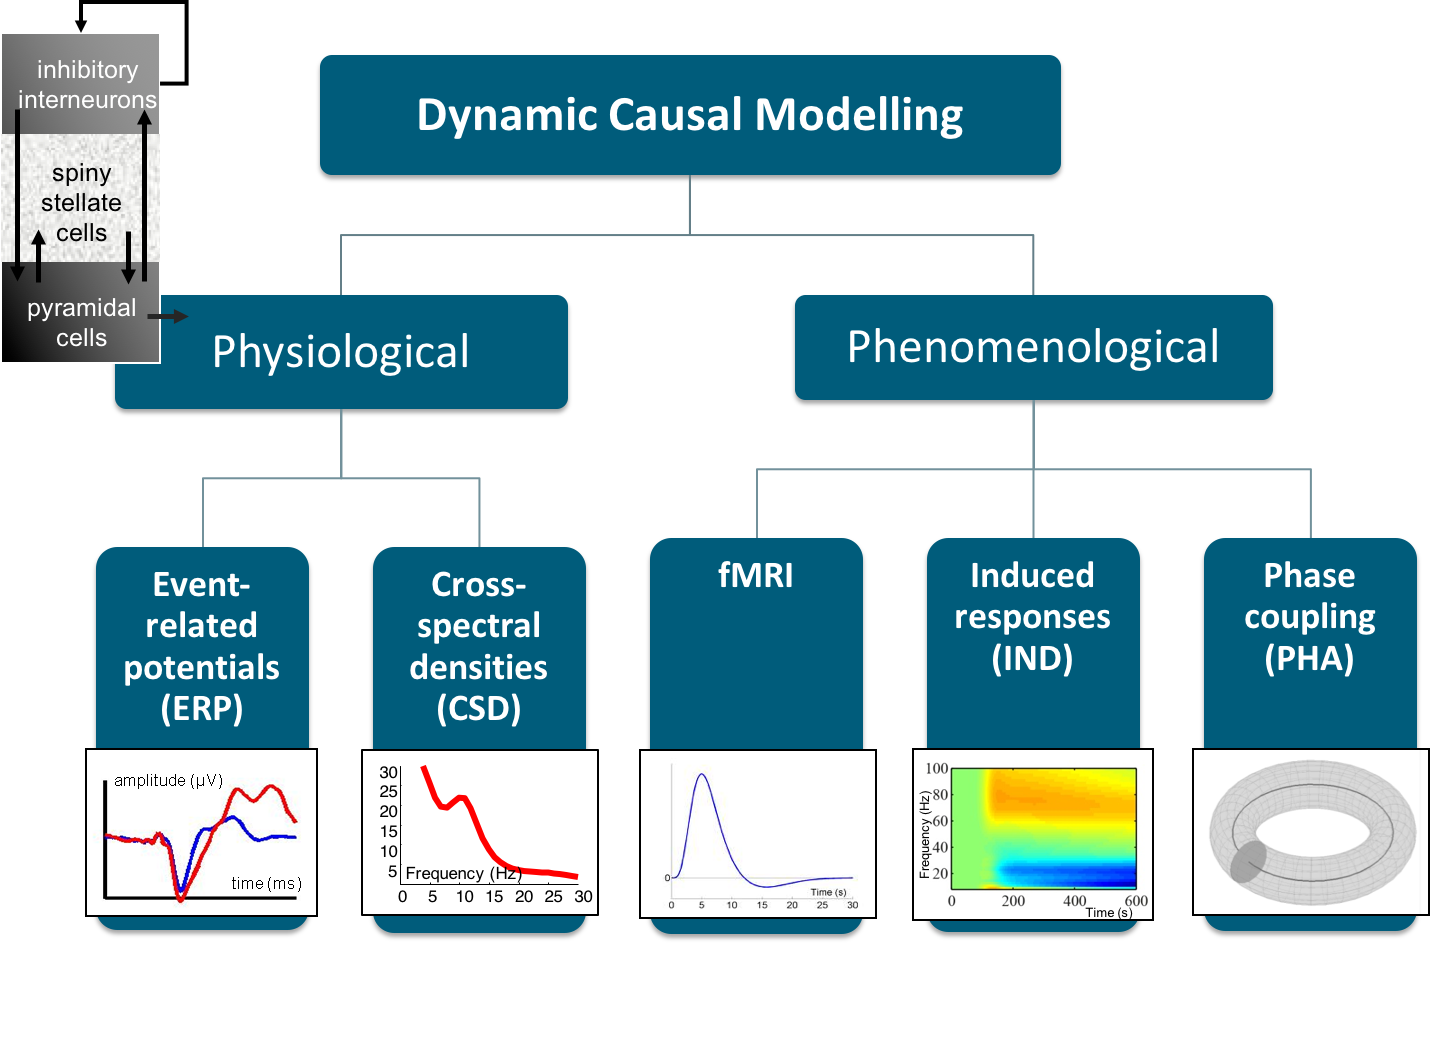 inhibitory
interneurons
spiny
stellate
cells
pyramidal
cells
Dynamic Causal Modelling
Physiological
Phenomenological
Event-
related
potentials
(ERP)
Cross-
spectral
densities
(CSD)
fMRI
Induced
responses
(IND)
Phase
coupling
(PHA)
amplitude (µV)
time (ms)
30
25
20
15
10
5
Frequency (Hz)
0 5 10 15 20 25 30
0
Time (s)
0 5 10 15 20 25 30
100
80
60
40
20
Frequency (Hz)
0 200 400 600
Time (s)